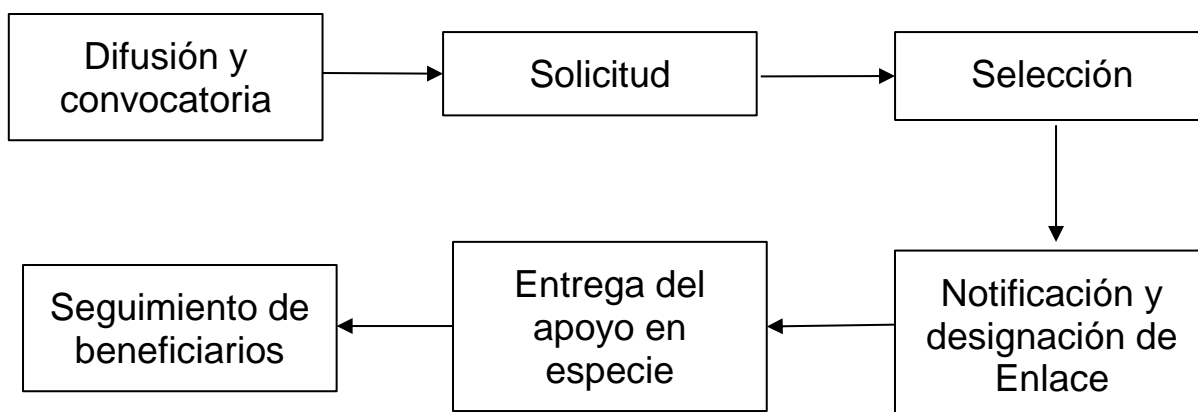 Difusión y
convocatoria
Solicitud
Selección
Notificación y
designación de
Enlace
Entrega del
apoyo en
especie
Seguimiento de
beneficiarios